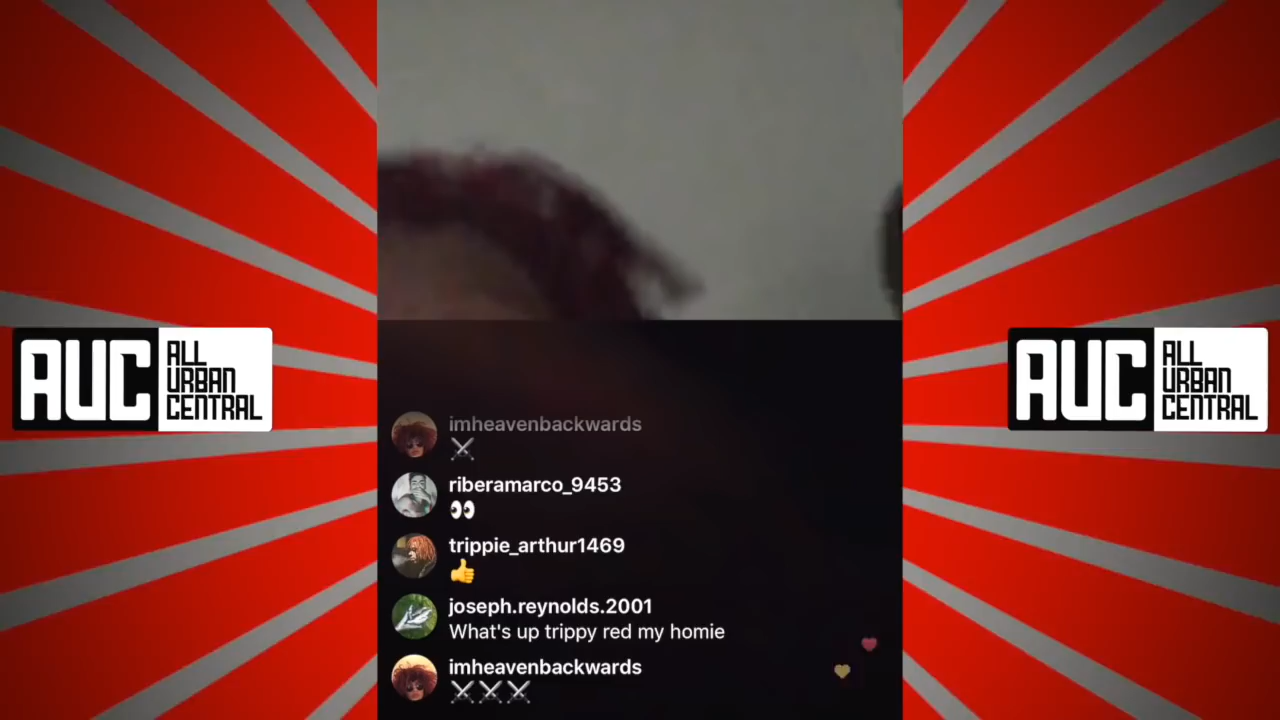 AUC ALL
URBAN
CENTRAL
imheavenbackwards
⚔️
riberamarco_9453
👀
trippie_arthur1469
👍
joseph.reynolds.2001
What's up trippy red my homie
imheavenbackwards
⚔️⚔️⚔️
AUC ALL
URBAN
CENTRAL